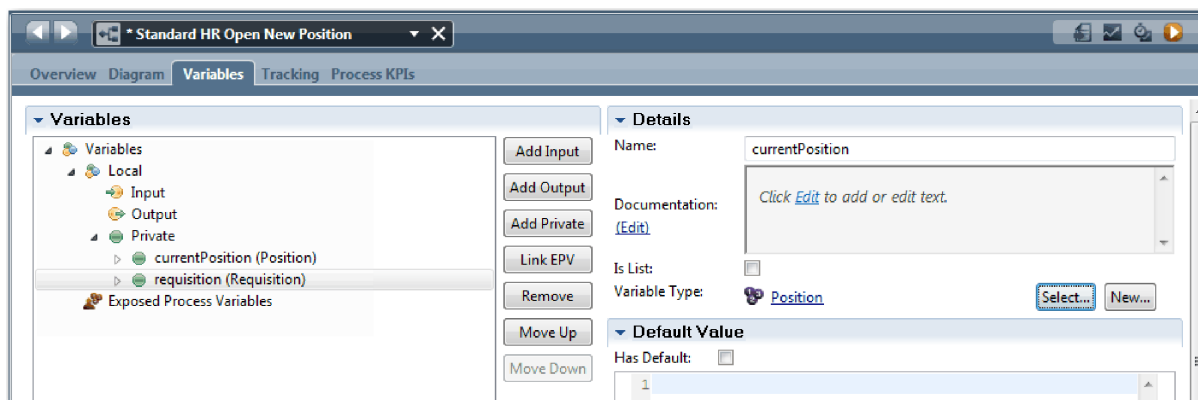 * Standard HR Open New Position
Overview Diagram Variables Tracking Process KPIs
Variables
Variables
Local
Input
Output
Private
currentPosition (Position)
requisition (Requisition)
Exposed Process Variables
Add Input
Add Output
Add Private
Link EPV
Remove
Move Up
Move Down
Details
Name: currentPosition
Documentation: Click Edit to add or edit text.
(Edit)
Is List:
Variable Type: Position Select... New...
Default Value
Has Default:
1